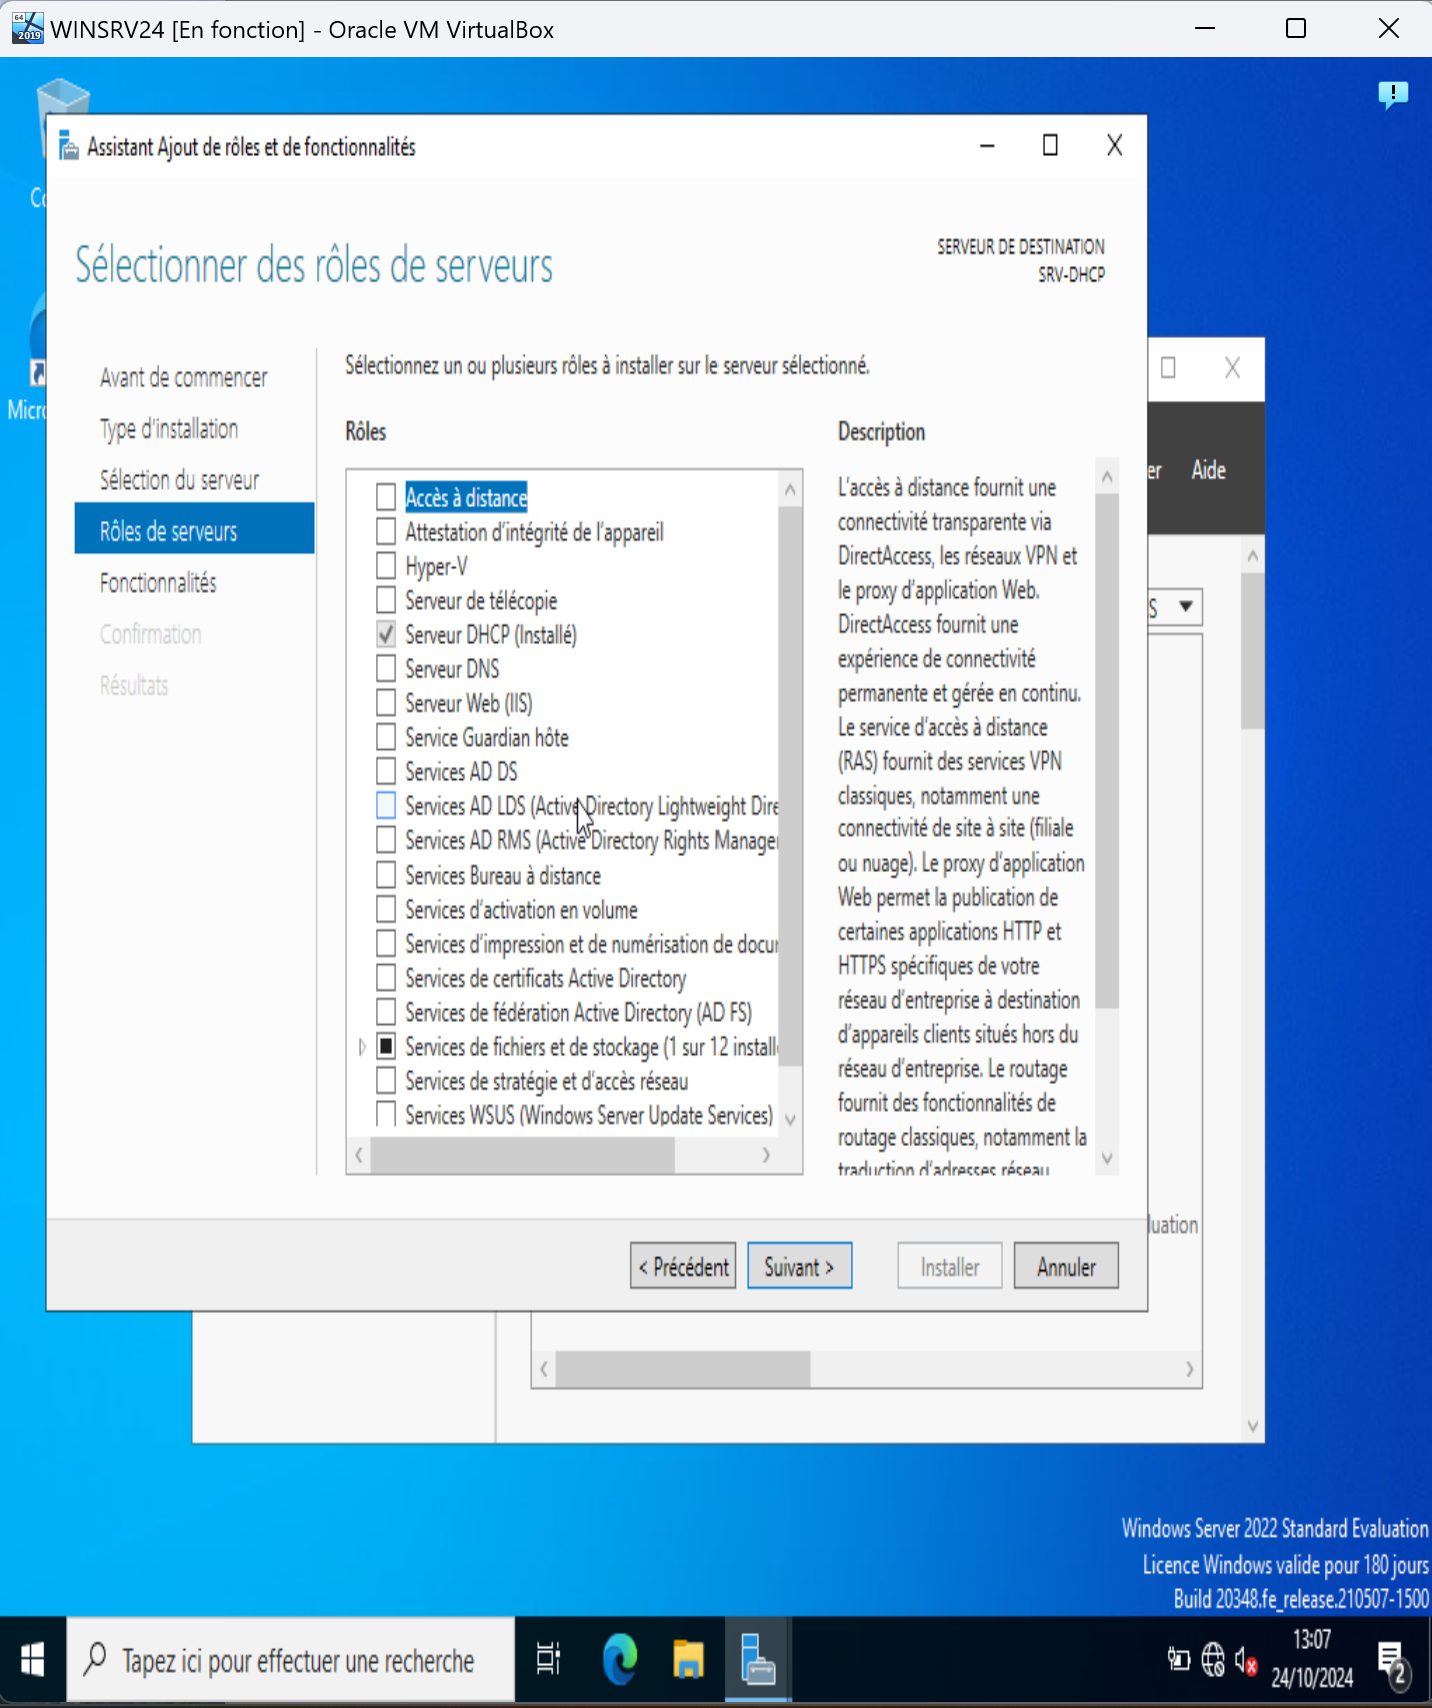 WINSRV24 [En fonction] - Oracle VM VirtualBox
Assistant Ajout de rôles et de fonctionnalités
Sélectionner des rôles de serveurs
SERVEUR DE DESTINATION
SRV-DHCP
Avant de commencer
Type d'installation
Sélection du serveur
Rôles de serveurs
Fonctionnalités
Confirmation
Résultats
Sélectionnez un ou plusieurs rôles à installer sur le serveur sélectionné.
Rôles
Accès à distance
Attestation d'intégrité de l'appareil
Hyper-V
Serveur de télécopie
Serveur DHCP (Installé)
Serveur DNS
Serveur Web (IIS)
Service Guardian hôte
Services AD DS
Services AD LDS (Active Directory Lightweight Dire
Services AD RMS (Active Directory Rights Manager
Services Bureau à distance
Services d'activation en volume
Services d'impression et de numérisation de docu
Services de certificats Active Directory
Services de fédération Active Directory (AD FS)
Services de fichiers et de stockage (1 sur 12 install
Services de stratégie et d'accès réseau
Services WSUS (Windows Server Update Services)
Description
L'accès à distance fournit une
connectivité transparente via
DirectAccess, les réseaux VPN et
le proxy d'application Web.
DirectAccess fournit une
expérience de connectivité
permanente et gérée en continu.
Le service d'accès à distance
(RAS) fournit des services VPN
classiques, notamment une
connectivité de site à site (filiale
ou nuage). Le proxy d'application
Web permet la publication de
certaines applications HTTP et
HTTPS spécifiques de votre
réseau d'entreprise à destination
d'appareils clients situés hors du
réseau d'entreprise. Le routage
fournit des fonctionnalités de
routage classiques, notamment la
traduction d'adresses réseau
< Précédent
Suivant >
Installer
Annuler
er
Aide
S
luation
Co
Micro
Windows Server 2022 Standard Evaluation
Licence Windows valide pour 180 jours
Build 20348.fe_release.210507-1500
Tapez ici pour effectuer une recherche
13:07
24/10/2024
2